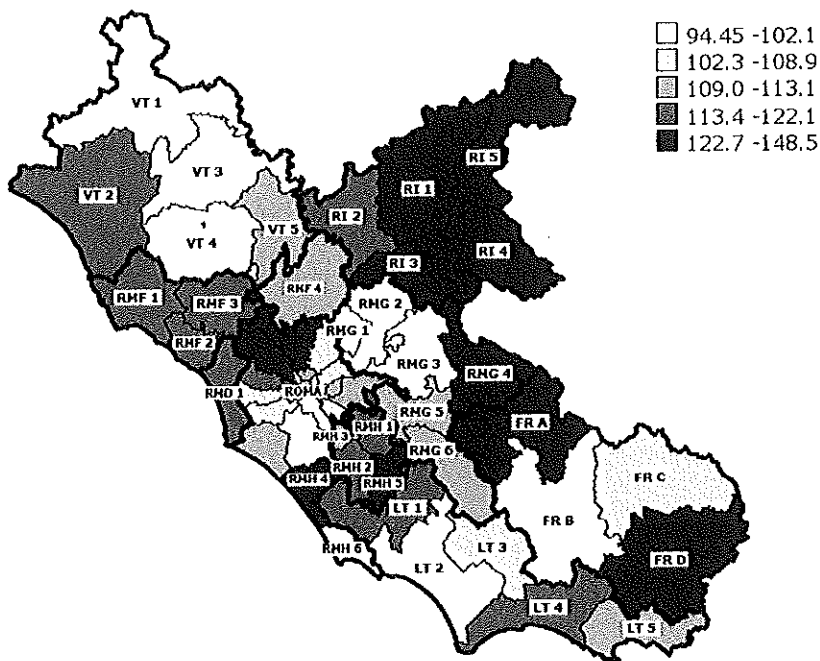 94.45 -102.1
102.3 -108.9
109.0 -113.1
113.4 -122.1
122.7 -148.5
VT 1
RI 5
VT 3
RI 1
VT 2
RI 2
VT 5
VT 4
RI 4
RI 3
RMF 4
RMF 1
RMF 3
RMG 2
RMG 1
RMF 2
RMG 3
RMG 4
RMD 1
ROMA
RMG 5
FR A
RMH 1
RMH 3
RMG 6
RMH 2
RMH 4
RMH 5
FR C
LT 1
FR B
LT 3
RMH 6
FR D
LT 2
LT 4
LT 5